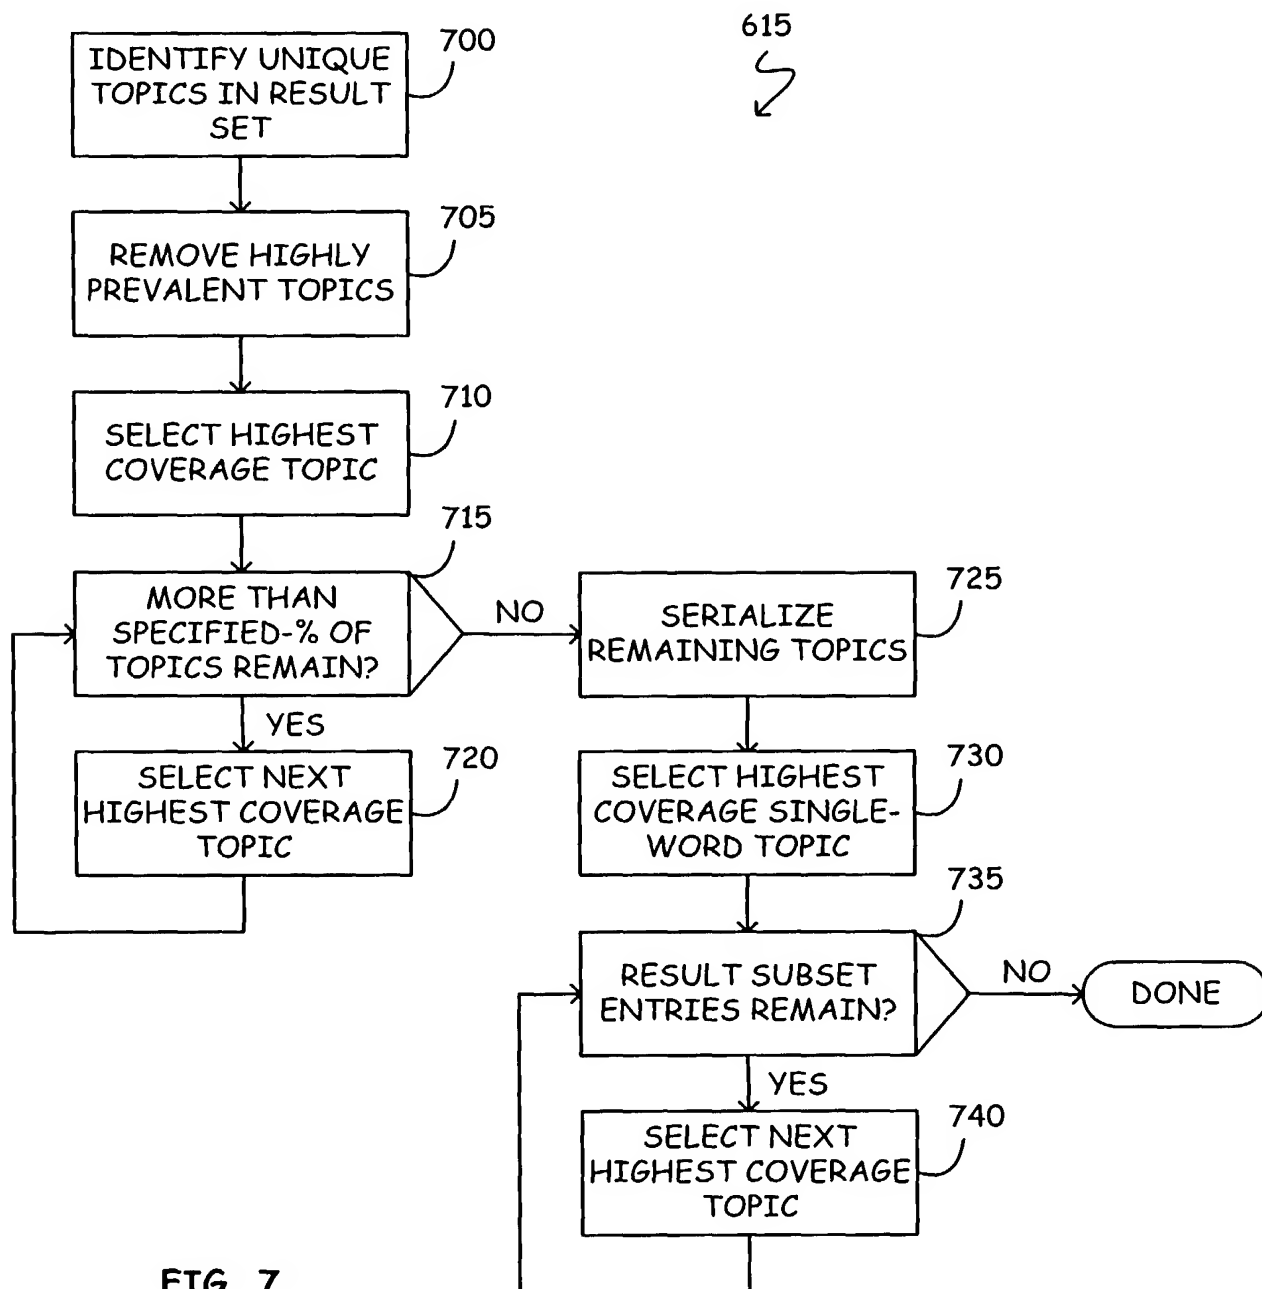 615
700
IDENTIFY UNIQUE
TOPICS IN RESULT
SET
705
REMOVE HIGHLY
PREVALENT TOPICS
710
SELECT HIGHEST
COVERAGE TOPIC
715
MORE THAN
SPECIFIED-% OF
TOPICS REMAIN?
NO
YES
720
SELECT NEXT
HIGHEST COVERAGE
TOPIC
725
SERIALIZE
REMAINING TOPICS
730
SELECT HIGHEST
COVERAGE SINGLE-
WORD TOPIC
735
RESULT SUBSET
ENTRIES REMAIN?
NO
DONE
YES
740
SELECT NEXT
HIGHEST COVERAGE
TOPIC
FIG. 7